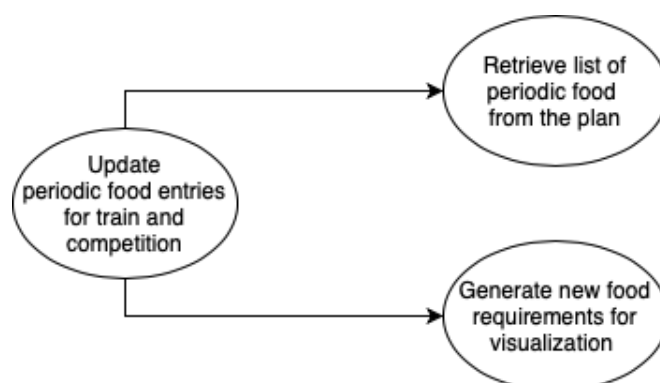 Retrieve list of
periodic food
from the plan
Update
periodic food entries
for train and
competition
Generate new food
requirements for
visualization